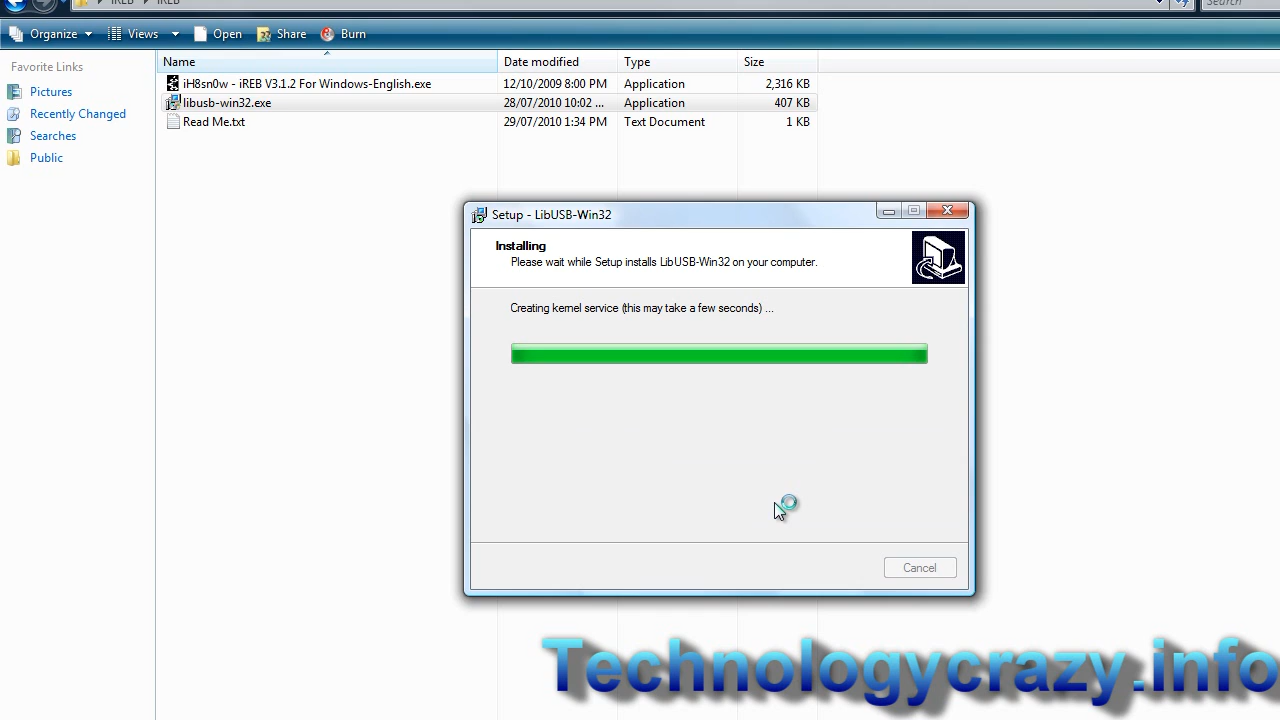 IREB IREB Search
Organize Views Open Share Burn
Favorite Links
Pictures
Recently Changed
Searches
Public
Name Date modified Type Size
iH8sn0w - iREB V3.1.2 For Windows-English.exe 12/10/2009 8:00 PM Application 2,316 KB
libusb-win32.exe 28/07/2010 10:02 ... Application 407 KB
Read Me.txt 29/07/2010 1:34 PM Text Document 1 KB
Setup - LibUSB-Win32
Installing
Please wait while Setup installs LibUSB-Win32 on your computer.
Creating kernel service (this may take a few seconds) ...
Cancel
Technologycrazy.info